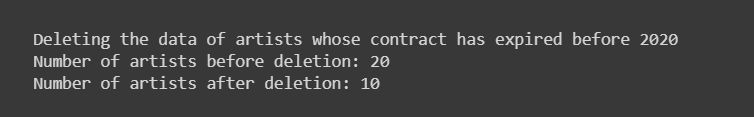 Deleting the data of artists whose contract has expired before 2020
Number of artists before deletion: 20
Number of artists after deletion: 10